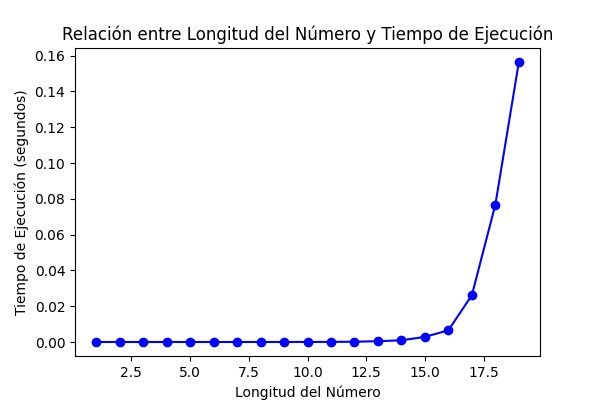 Relación entre Longitud del Número y Tiempo de Ejecución
Tiempo de Ejecución (segundos)
0.16
0.14
0.12
0.10
0.08
0.06
0.04
0.02
0.00
2.5 5.0 7.5 10.0 12.5 15.0 17.5
Longitud del Número